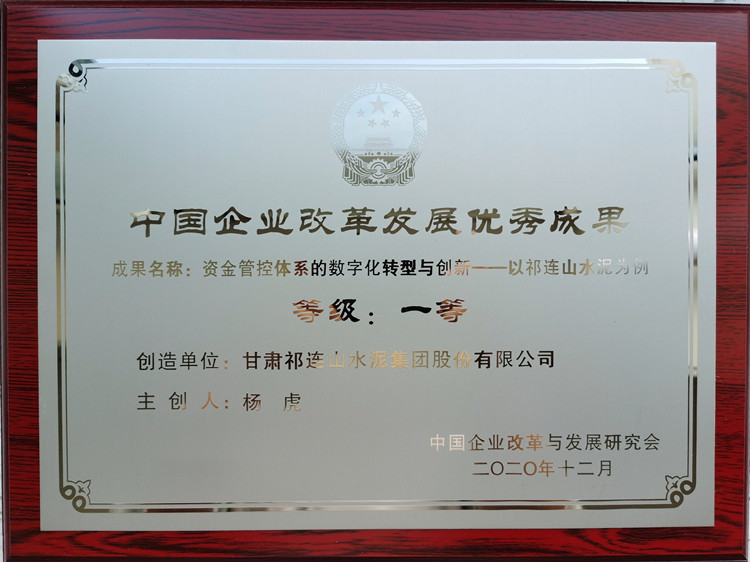 中国企业改革发展优秀成果
成果名称：资金管控体系的数字化转型与创新——以祁连山水泥为例
等级：一等
创造单位：甘肃祁连山水泥集团股份有限公司
主 创 人：杨 虎
中国企业改革与发展研究会
二〇二〇年十二月